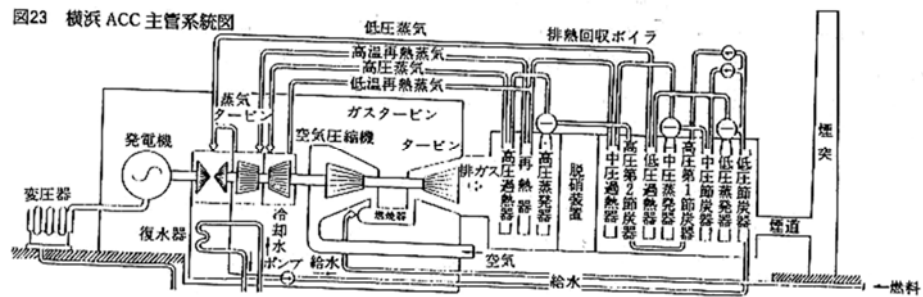 図23 横浜 ACC 主管系統図
低圧蒸気
排熱回収ボイラ
高温再熱蒸気
高圧蒸気
低温再熱蒸気
蒸気
タービン
ガスタービン
発電機
空気圧縮機
タービン
変圧器
排ガス
高圧過熱器
再熱器
高圧蒸発器
脱硝装置
中圧過熱器
高圧第2節炭器
低圧過熱器
中圧蒸発器
高圧第1節炭器
中圧節炭器
低圧蒸発器
低圧節炭器
煙突
煙道
燃焼器
復水器
冷却水
ポンプ
給水
空気
給水
←燃料